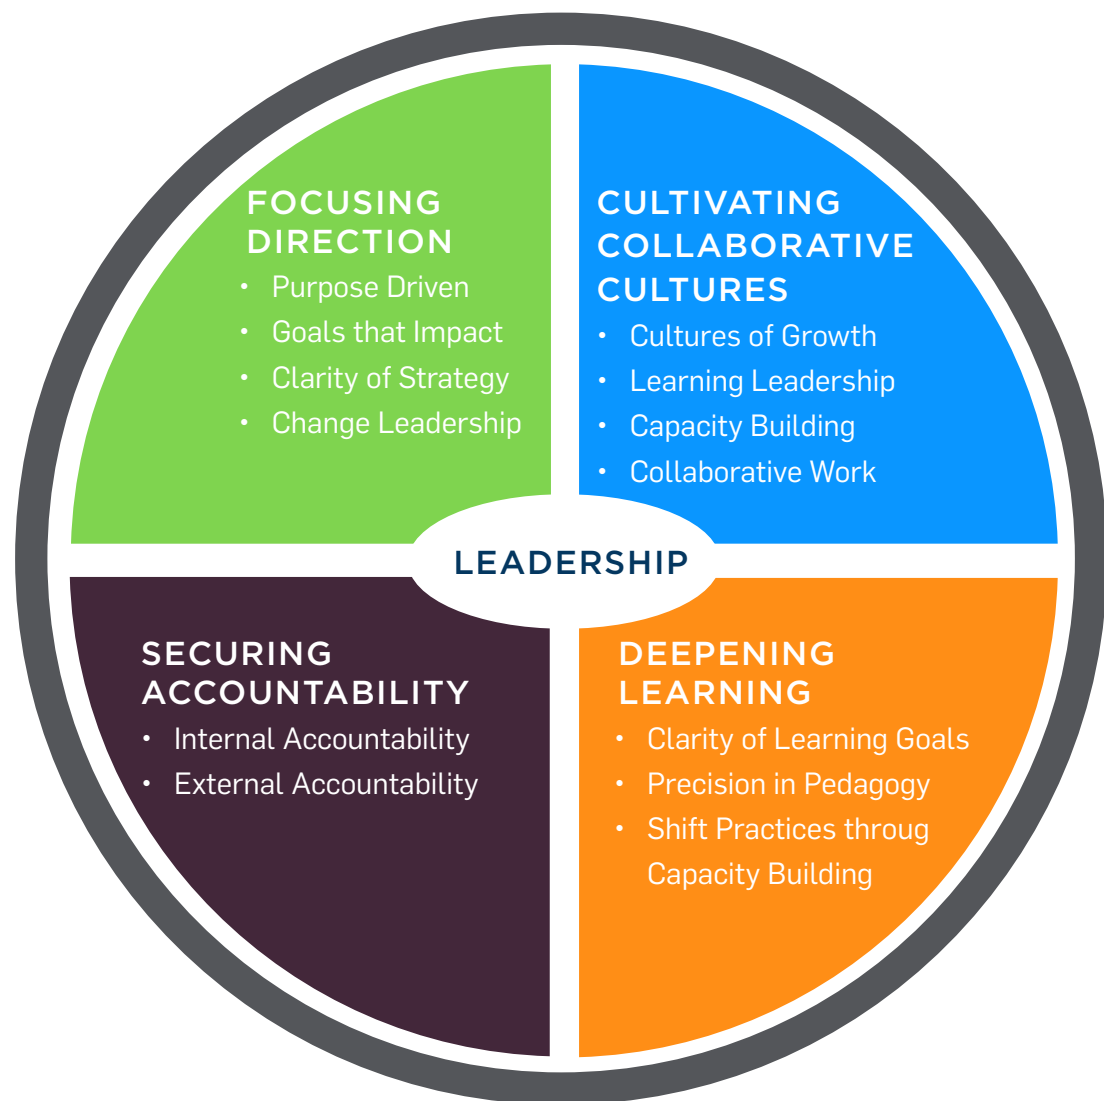 FOCUSING
DIRECTION
• Purpose Driven
• Goals that Impact
• Clarity of Strategy
• Change Leadership
CULTIVATING
COLLABORATIVE
CULTURES
• Cultures of Growth
• Learning Leadership
• Capacity Building
• Collaborative Work
LEADERSHIP
SECURING
ACCOUNTABILITY
• Internal Accountability
• External Accountability
DEEPENING
LEARNING
• Clarity of Learning Goals
• Precision in Pedagogy
• Shift Practices throug
Capacity Building